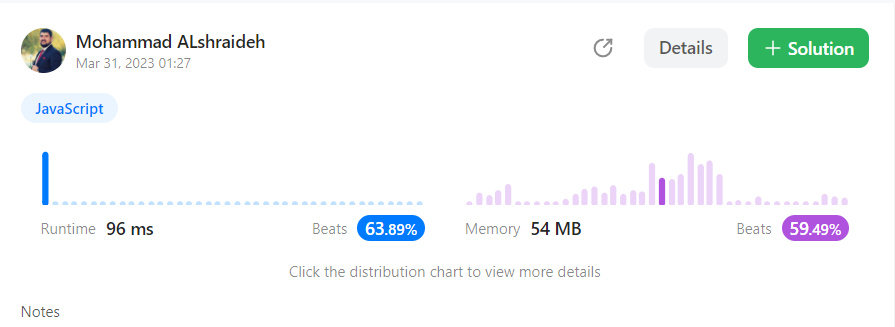 Mohammad ALshraideh
Mar 31, 2023 01:27
Details
+ Solution
JavaScript
Runtime 96 ms Beats 63.89%
Memory 54 MB Beats 59.49%
Click the distribution chart to view more details
Notes